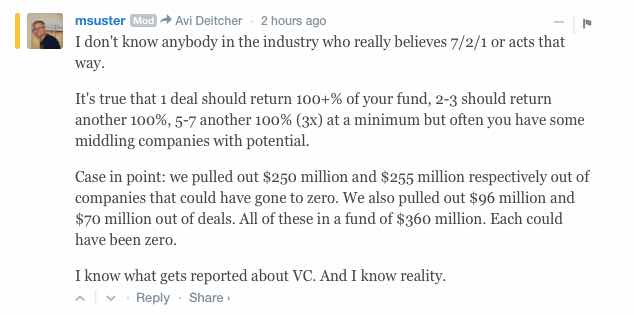 msuster Mod Avi Deitcher · 2 hours ago
I don't know anybody in the industry who really believes 7/2/1 or acts that
way.
It's true that 1 deal should return 100+% of your fund, 2-3 should return
another 100%, 5-7 another 100% (3x) at a minimum but often you have some
middling companies with potential.
Case in point: we pulled out $250 million and $255 million respectively out of
companies that could have gone to zero. We also pulled out $96 million and
$70 million out of deals. All of these in a fund of $360 million. Each could
have been zero.
I know what gets reported about VC. And I know reality.
Reply · Share ›